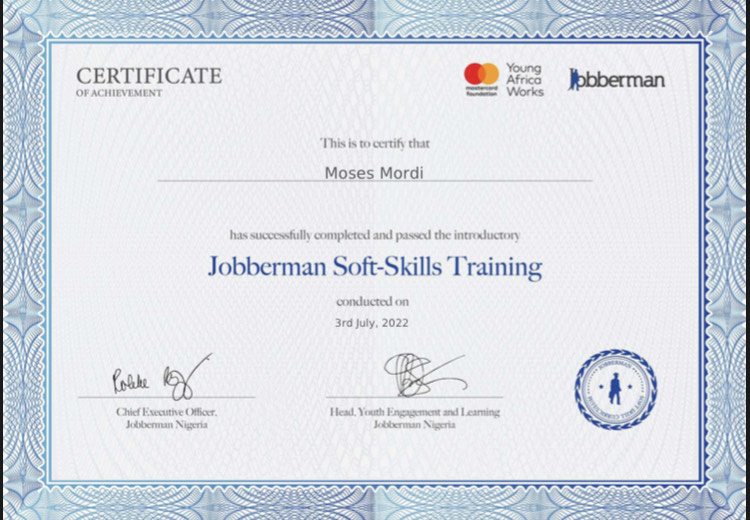 CERTIFICATE
OF ACHIEVEMENT
mastercard
foundation
Young
Africa
Works
Jobberman
This is to certify that
Moses Mordi
has successfully completed and passed the introductory
Jobberman Soft-Skills Training
conducted on
3rd July, 2022
Chief Executive Officer,
Jobberman Nigeria
Head, Youth Engagement and Learning
Jobberman Nigeria
JOBBERMAN